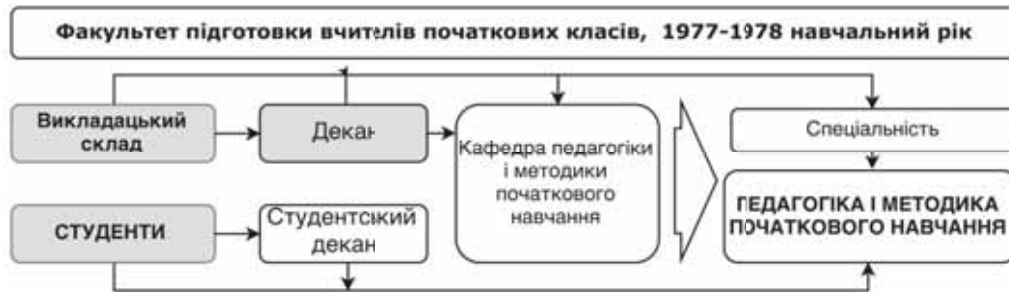 Факультет підготовки вчителів початкових класів, 1977-1978 навчальний рік
Викладацький
склад
Декан
Кафедра педагогіки
і методики
початкового
навчання
Спеціальність
ПЕДАГОГІКА І МЕТОДИКА
ПОЧАТКОВОГО НАВЧАННЯ
СТУДЕНТИ
Студентський
декан